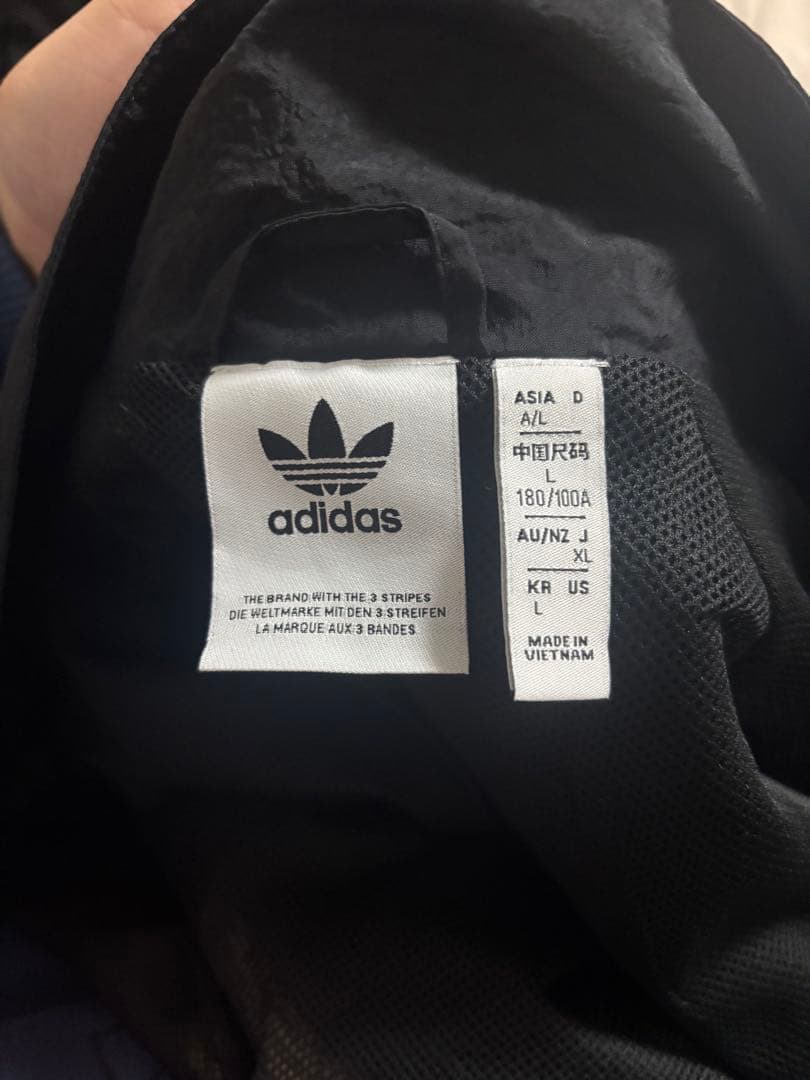 adidas
THE BRAND WITH THE 3 STRIPES
DIE WELTMARKE MIT DEN 3 STREIFEN
LA MARQUE AUX 3 BANDES
ASIA D
A/L
中国尺码
L
180/100A
AU/NZ J
XL
KR US
L
MADE IN
VIETNAM